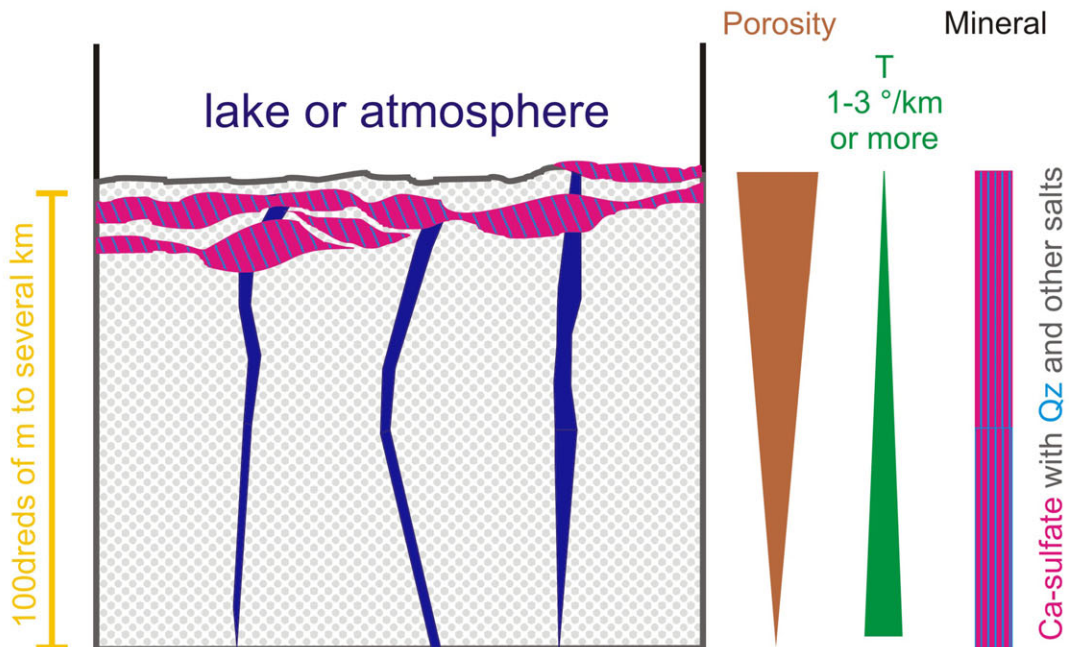 Porosity
Mineral
T
1-3 °/km
or more
lake or atmosphere
100dreds of m to several km
Ca-sulfate with Qz and other salts